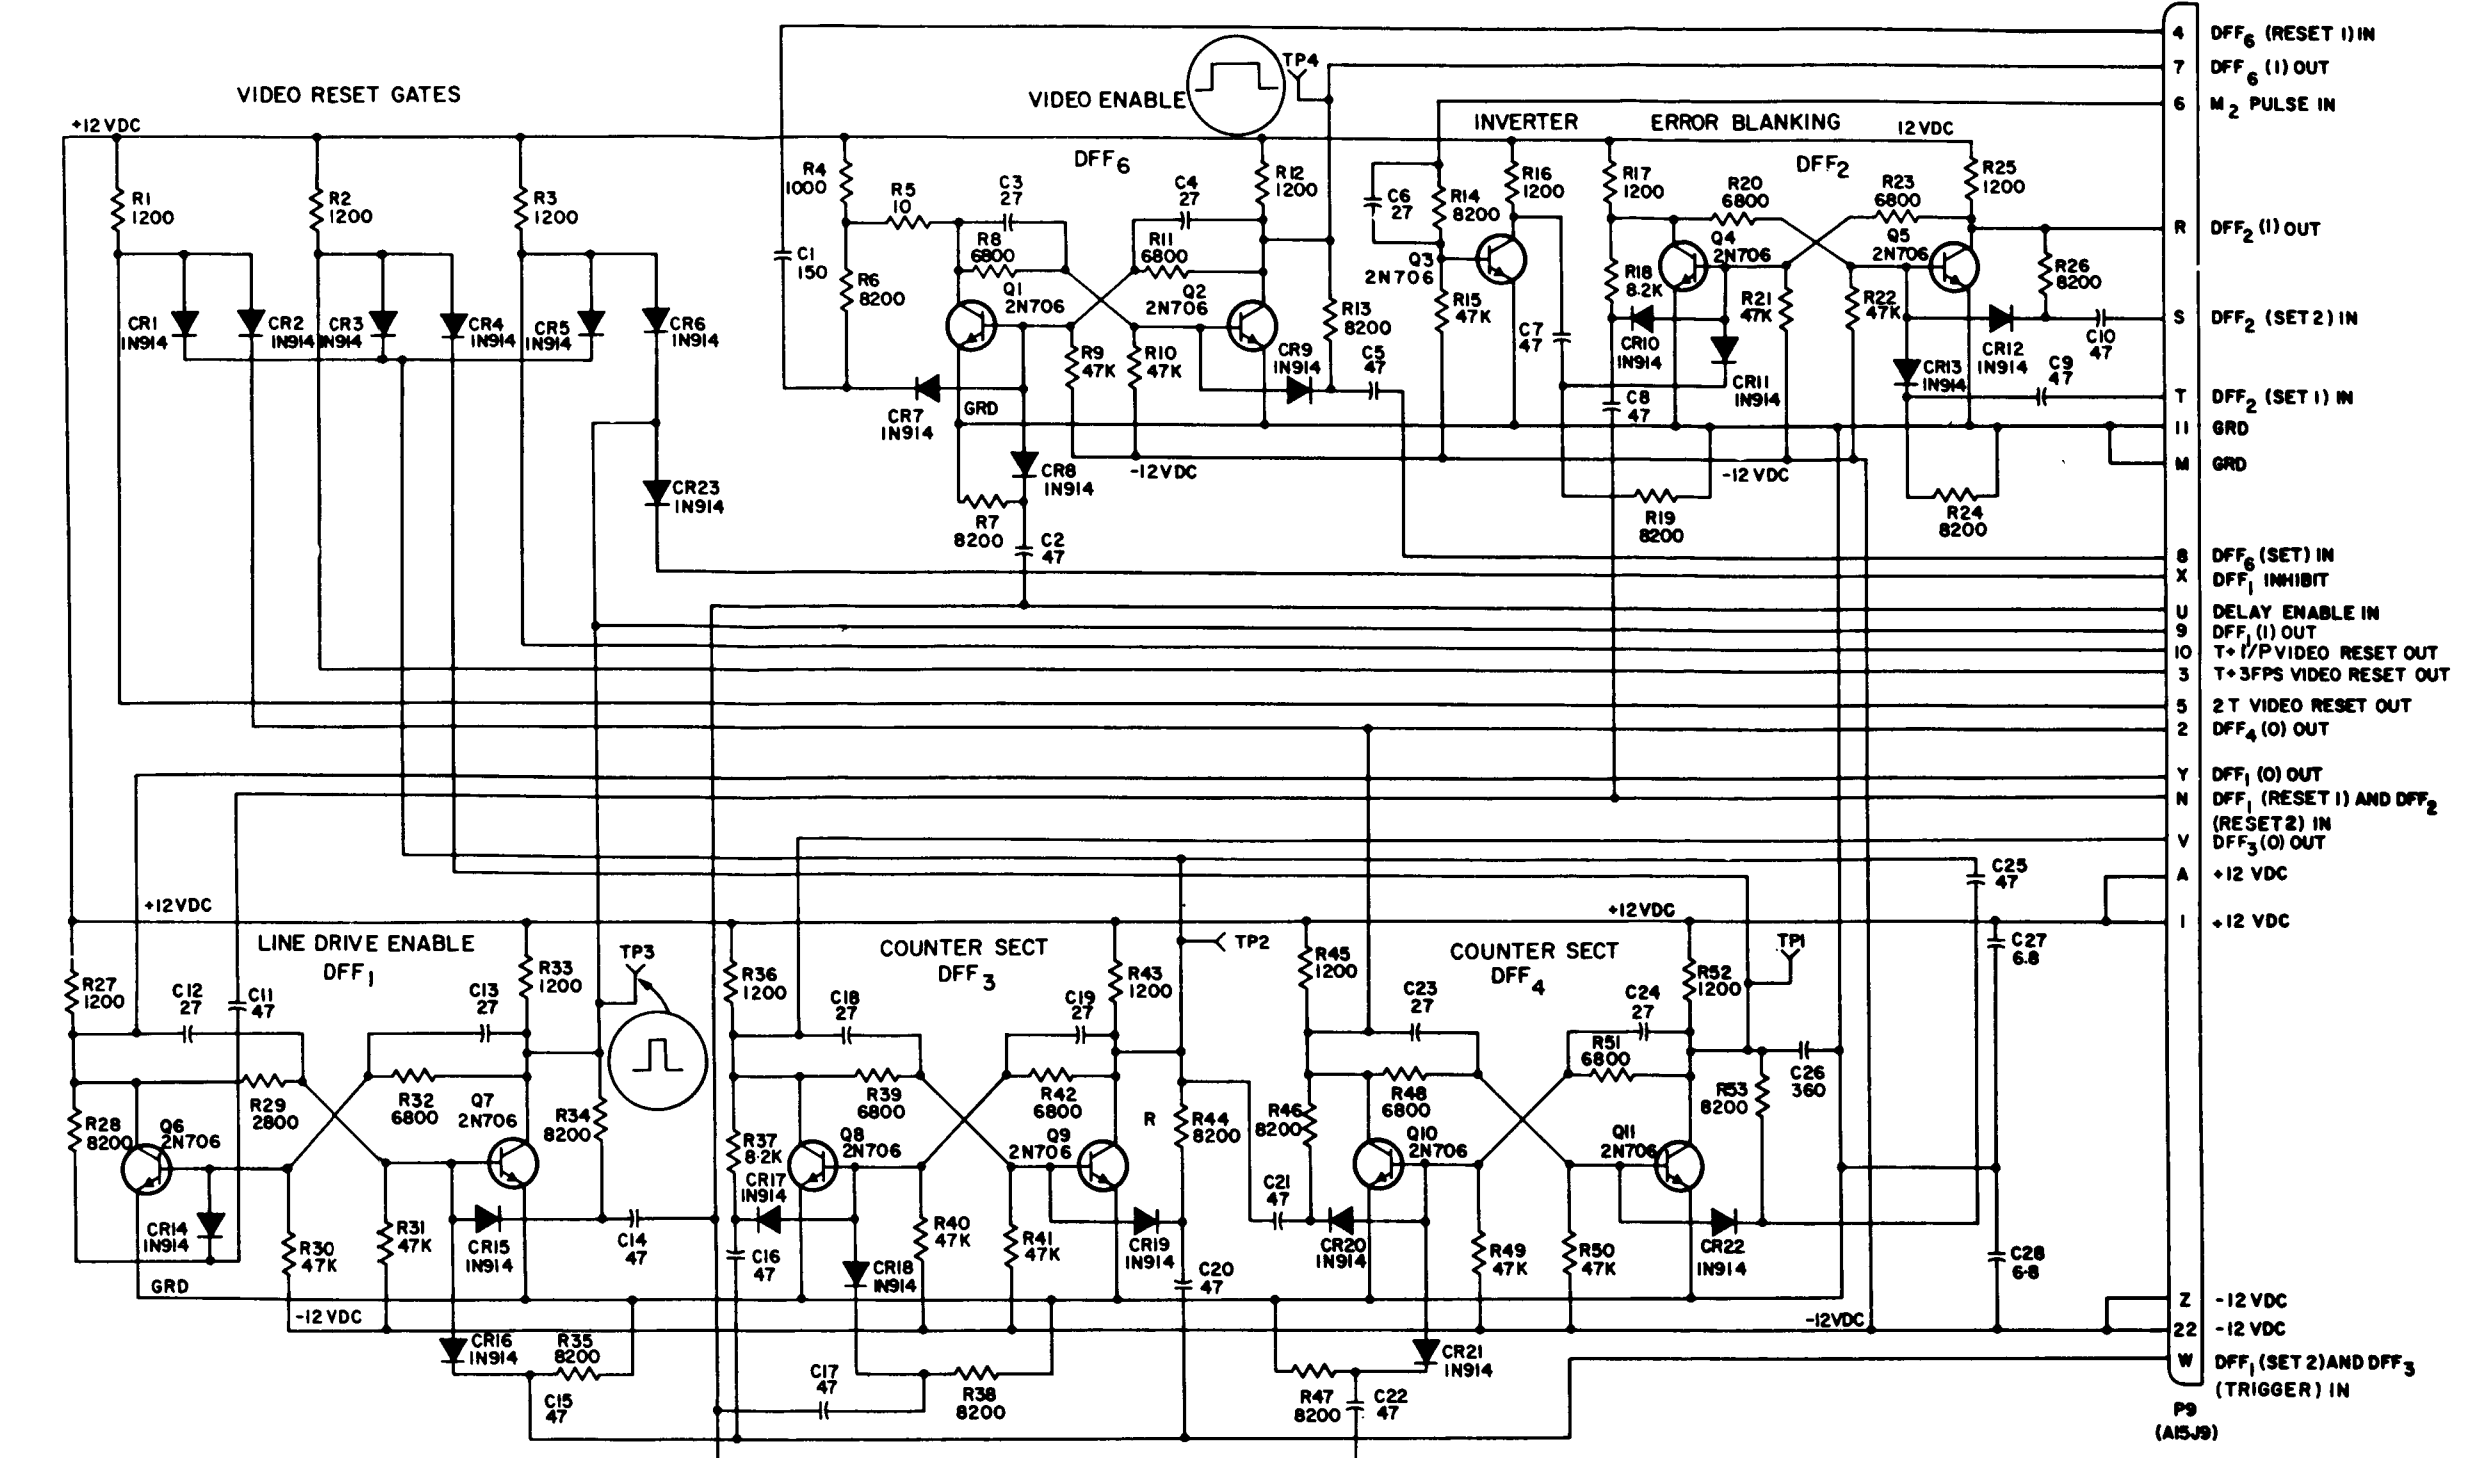 4 DFF6 (RESET 1) IN
7 DFF6 (1) OUT
6 M2 PULSE IN
R DFF2 (1) OUT
S DFF2 (SET 2) IN
T DFF2 (SET 1) IN
11 GRD
M GRD
8 DFF6 (SET) IN
X DFF1 INHIBIT
U DELAY ENABLE IN
9 DFF1 (1) OUT
10 T+1/P VIDEO RESET OUT
3 T+3FPS VIDEO RESET OUT
5 2T VIDEO RESET OUT
2 DFF4 (0) OUT
Y DFF1 (0) OUT
N DFF1 (RESET 1) AND DFF2
(RESET 2) IN
V DFF3 (0) OUT
A +12 VDC
1 +12 VDC
Z -12 VDC
22 -12 VDC
W DFF1 (SET 2) AND DFF3
(TRIGGER) IN
P9
(A15J9)
VIDEO RESET GATES
+12 VDC
R1
1200
R2
1200
R3
1200
CR1
1N914
CR2
1N914
CR3
1N914
CR4
1N914
CR5
1N914
CR6
1N914
CR23
1N914
VIDEO ENABLE
TP4
DFF6
R4
1000
R5
10
C3
27
C4
27
R12
1200
C1
150
R6
8200
R8
6800
R11
6800
Q1
2N706
Q2
2N706
R9
47K
R10
47K
CR7
1N914
GRD
CR8
1N914
R7
8200
C2
47
-12 VDC
CR9
1N914
R13
8200
C5
47
INVERTER
C6
27
R14
8200
R16
1200
Q3
2N706
R15
47K
C7
47
ERROR BLANKING
12 VDC
DFF2
R17
1200
R20
6800
R23
6800
R25
1200
Q4
2N706
Q5
2N706
R18
8.2K
R21
47K
R22
47K
R26
8200
CR10
1N914
CR11
1N914
CR12
1N914
CR13
1N914
C10
47
C9
47
C8
47
-12 VDC
R19
8200
R24
8200
+12 VDC
LINE DRIVE ENABLE
DFF1
TP3
R27
1200
C12
27
C11
47
C13
27
R33
1200
R28
8200
R29
2800
R32
6800
Q6
2N706
Q7
2N706
R34
8200
CR14
1N914
R30
47K
R31
47K
CR15
1N914
C14
47
GRD
-12 VDC
CR16
1N914
R35
8200
C15
47
COUNTER SECT
DFF3
TP2
R36
1200
C18
27
C19
27
R43
1200
R39
6800
R42
6800
R
R44
8200
R37
8.2K
Q8
2N706
Q9
2N706
CR17
1N914
C16
47
CR18
1N914
R40
47K
R41
47K
CR19
1N914
C20
47
C17
47
R38
8200
+12 VDC
COUNTER SECT
DFF4
TP1
R45
1200
C23
27
C24
27
R52
1200
R46
8200
R48
6800
R51
6800
R53
8200
C26
360
Q10
2N706
Q11
2N706
C21
47
CR20
1N914
R49
47K
R50
47K
CR22
1N914
CR21
1N914
R47
8200
C22
47
C25
47
C27
6.8
C28
6.8
-12 VDC